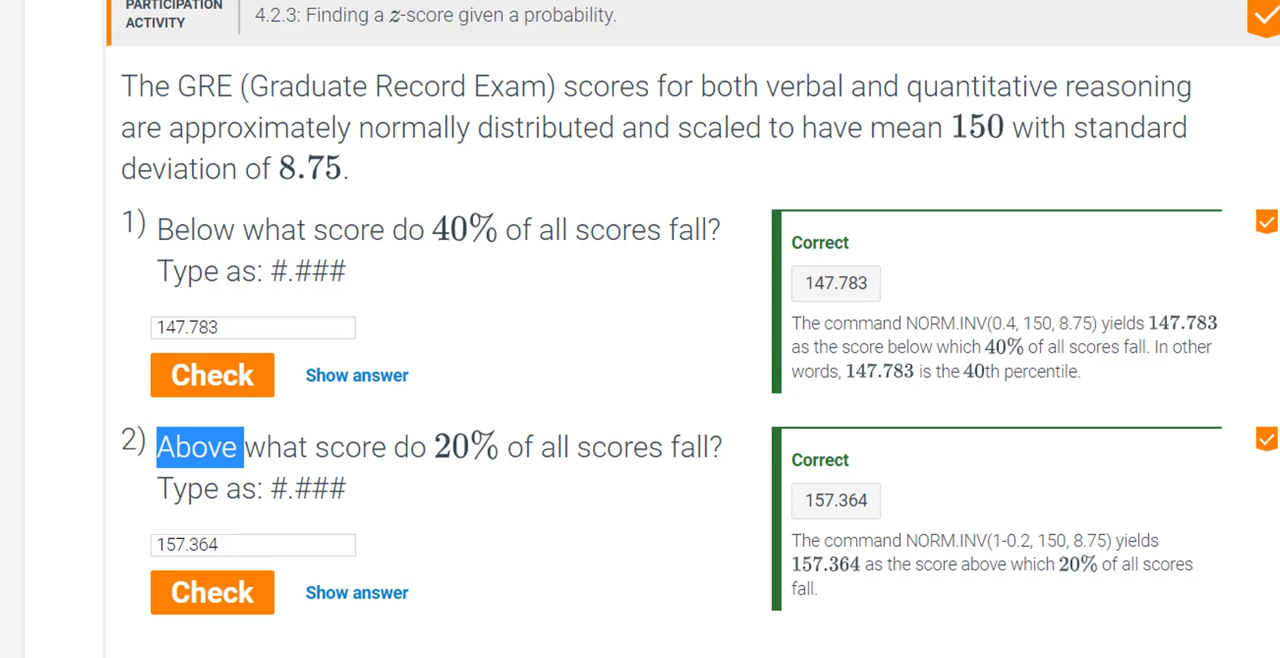 PARTICIPATION
ACTIVITY
4.2.3: Finding a z-score given a probability.
The GRE (Graduate Record Exam) scores for both verbal and quantitative reasoning
are approximately normally distributed and scaled to have mean 150 with standard
deviation of 8.75.
1) Below what score do 40% of all scores fall?
Type as: #.###
147.783
Check
Show answer
Correct
147.783
The command NORM.INV(0.4, 150, 8.75) yields 147.783
as the score below which 40% of all scores fall. In other
words, 147.783 is the 40th percentile.
2) Above what score do 20% of all scores fall?
Type as: #.###
157.364
Check
Show answer
Correct
157.364
The command NORM.INV(1-0.2, 150, 8.75) yields
157.364 as the score above which 20% of all scores
fall.